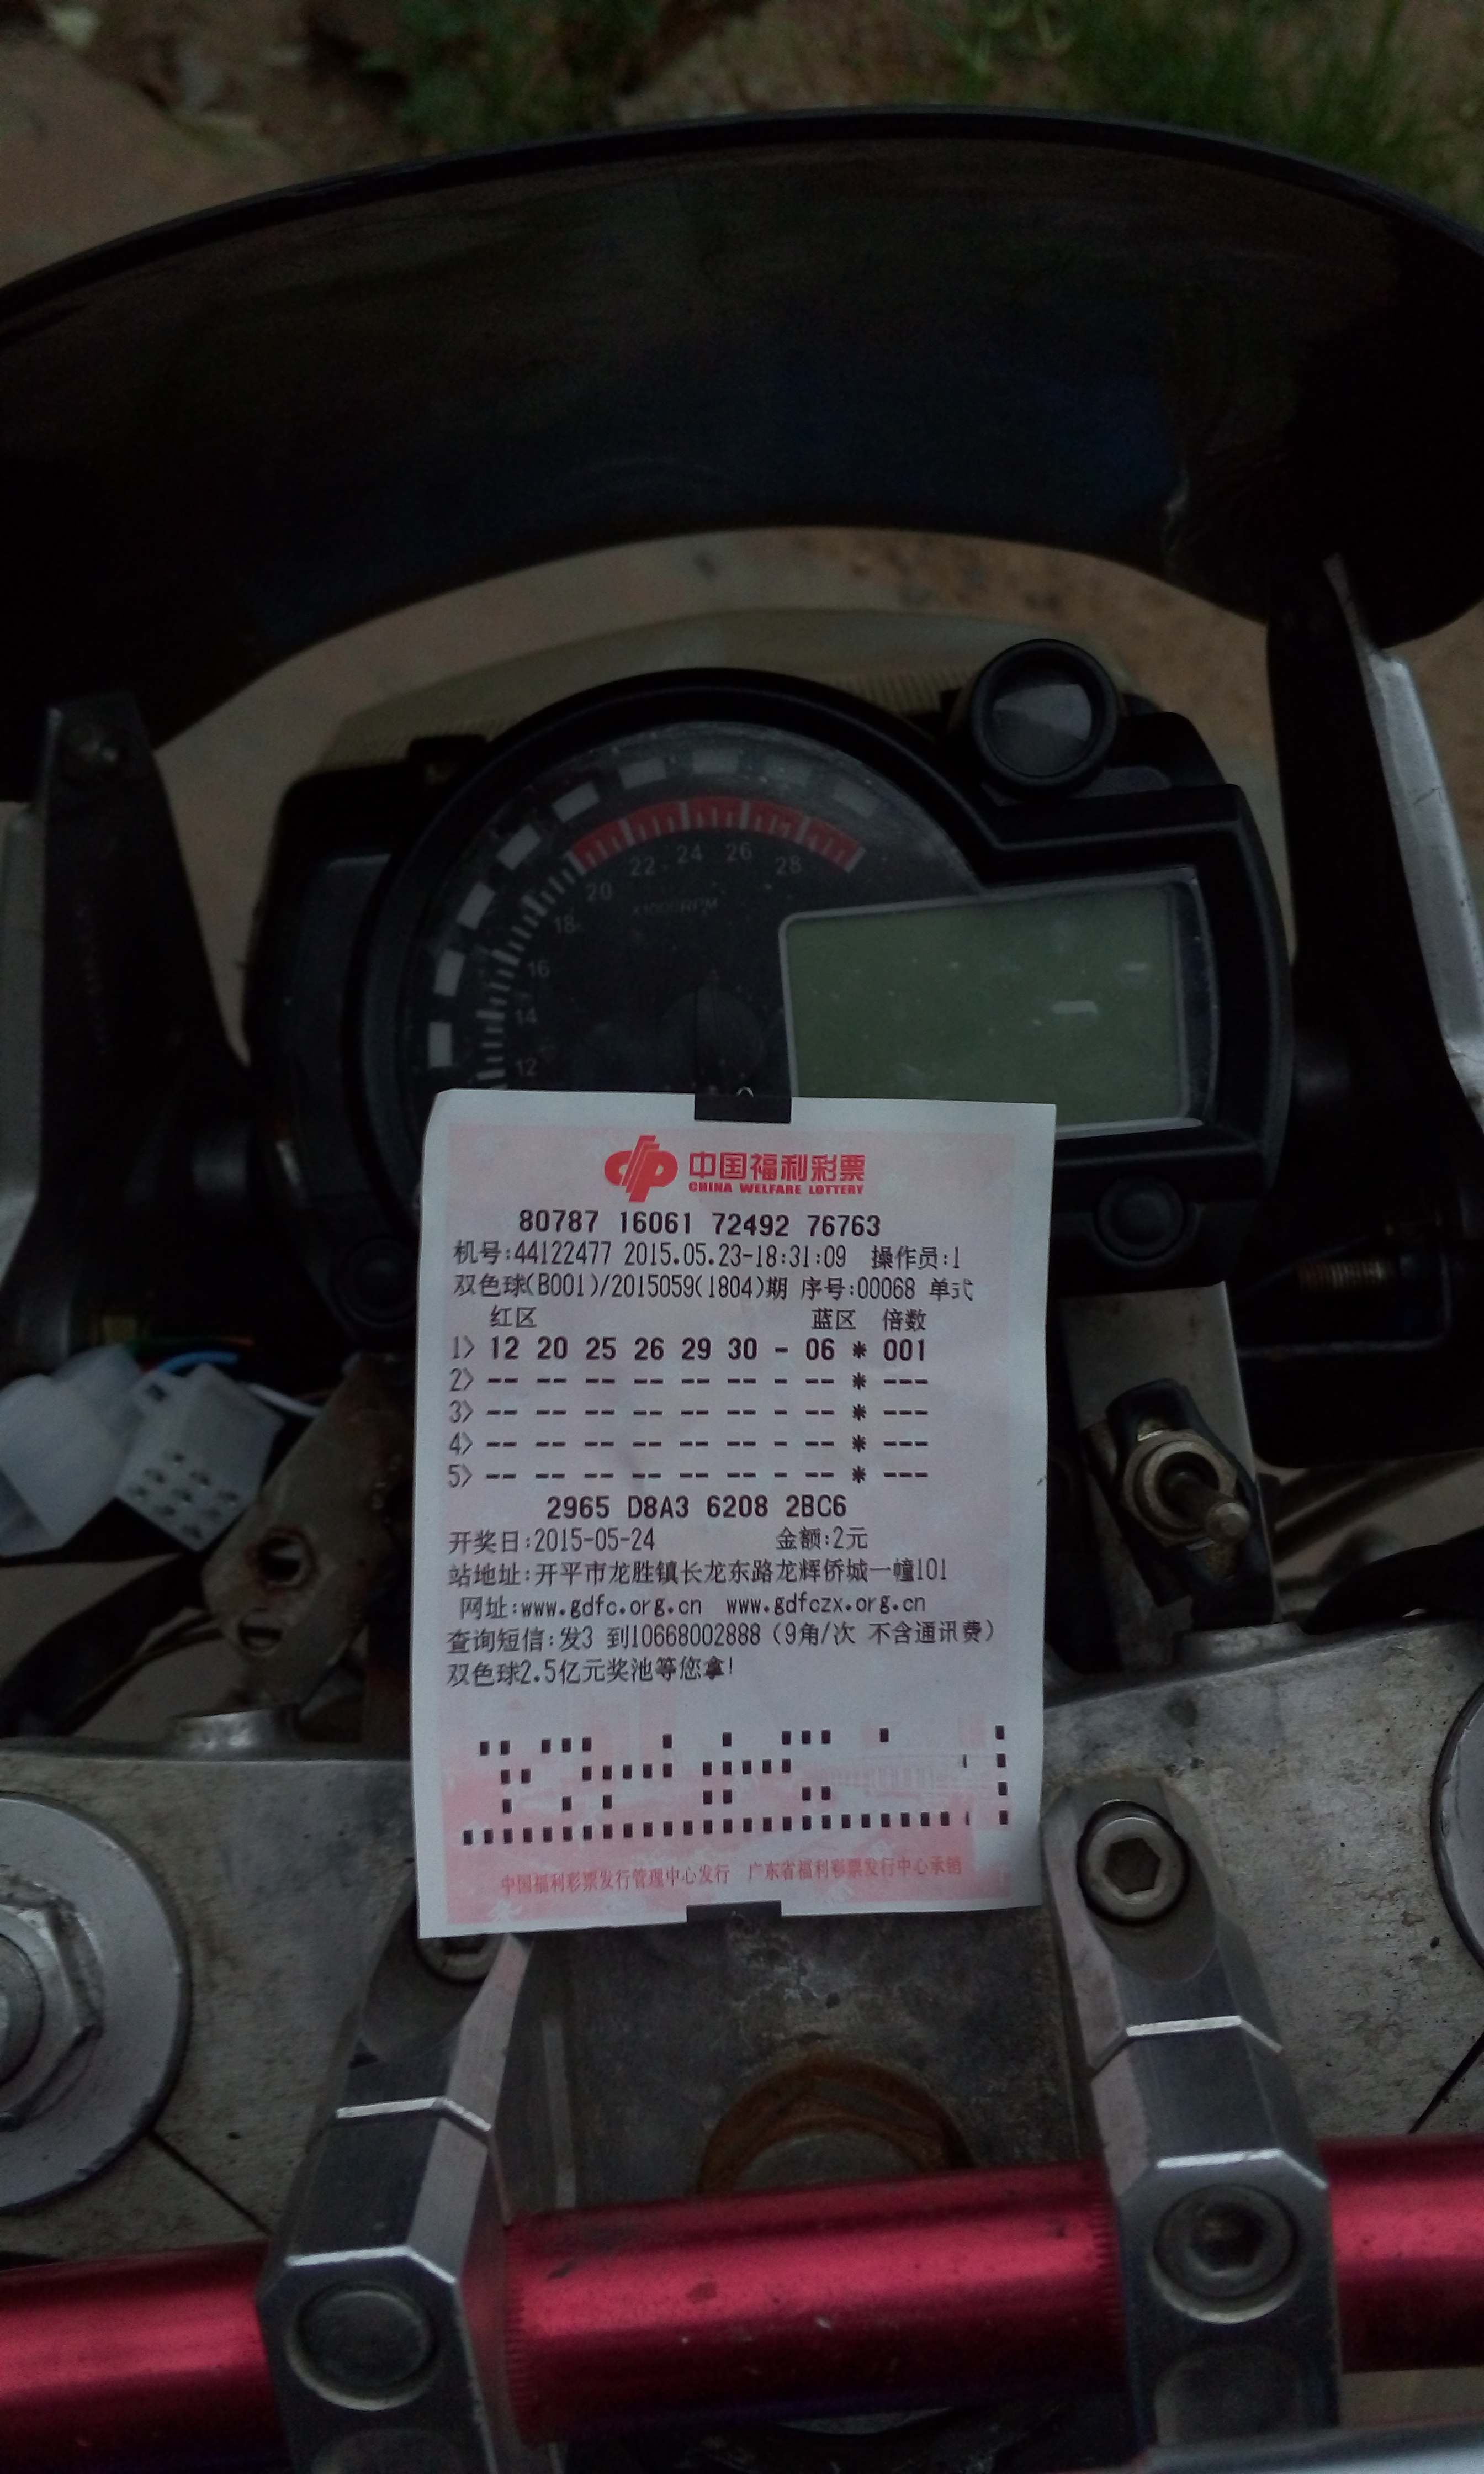 20 22 24 26 28
X1000RPM
18
16
14
12
中国福利彩票
CHINA WELFARE LOTTERY
80787 16061 72492 76763
机号:44122477 2015.05.23-18:31:09 操作员:1
双色球(B001)/2015059(1804)期 序号:00068 单式
红区 蓝区 倍数
1> 12 20 25 26 29 30 - 06 * 001
2> -- -- -- -- -- -- - -- * ---
3> -- -- -- -- -- -- - -- * ---
4> -- -- -- -- -- -- - -- * ---
5> -- -- -- -- -- -- - -- * ---
2965 D8A3 6208 2BC6
开奖日:2015-05-24 金额:2元
站地址:开平市龙胜镇长龙东路龙辉侨城一幢101
网址:www.gdfc.org.cn www.gdfczx.org.cn
查询短信:发3 到10668002888 (9角/次 不含通讯费)
双色球2.5亿元奖池等您拿!
中国福利彩票发行管理中心发行 广东省福利彩票发行中心承销